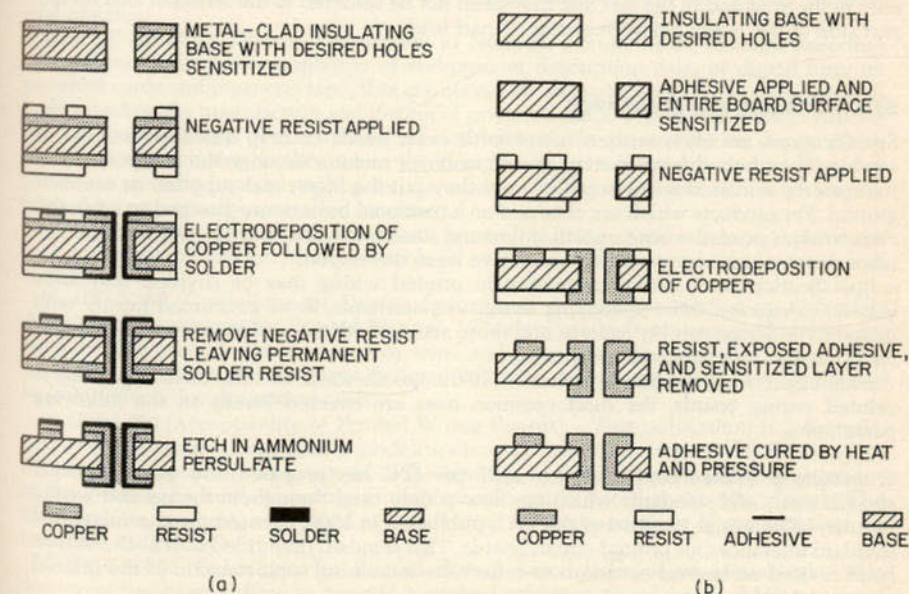 METAL-CLAD INSULATING
BASE WITH DESIRED HOLES
SENSITIZED
NEGATIVE RESIST APPLIED
ELECTRODEPOSITION OF
COPPER FOLLOWED BY
SOLDER
REMOVE NEGATIVE RESIST
LEAVING PERMANENT
SOLDER RESIST
ETCH IN AMMONIUM
PERSULFATE
COPPER RESIST SOLDER BASE
(a)
INSULATING BASE WITH
DESIRED HOLES
ADHESIVE APPLIED AND
ENTIRE BOARD SURFACE
SENSITIZED
NEGATIVE RESIST APPLIED
ELECTRODEPOSITION
OF COPPER
RESIST, EXPOSED ADHESIVE,
AND SENSITIZED LAYER
REMOVED
ADHESIVE CURED BY HEAT
AND PRESSURE
COPPER RESIST ADHESIVE BASE
(b)